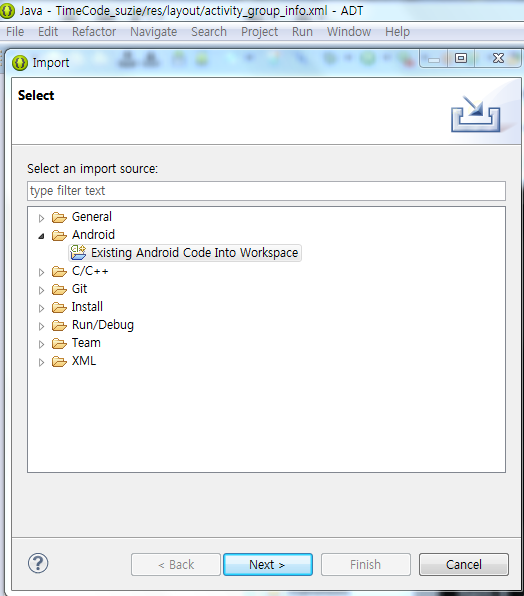 Java - TimeCode_suzie/res/layout/activity_group_info.xml - ADT
File Edit Refactor Navigate Search Project Run Window Help
Import
Select
Select an import source:
type filter text
General
Android
Existing Android Code Into Workspace
C/C++
Git
Install
Run/Debug
Team
XML
? < Back Next > Finish Cancel